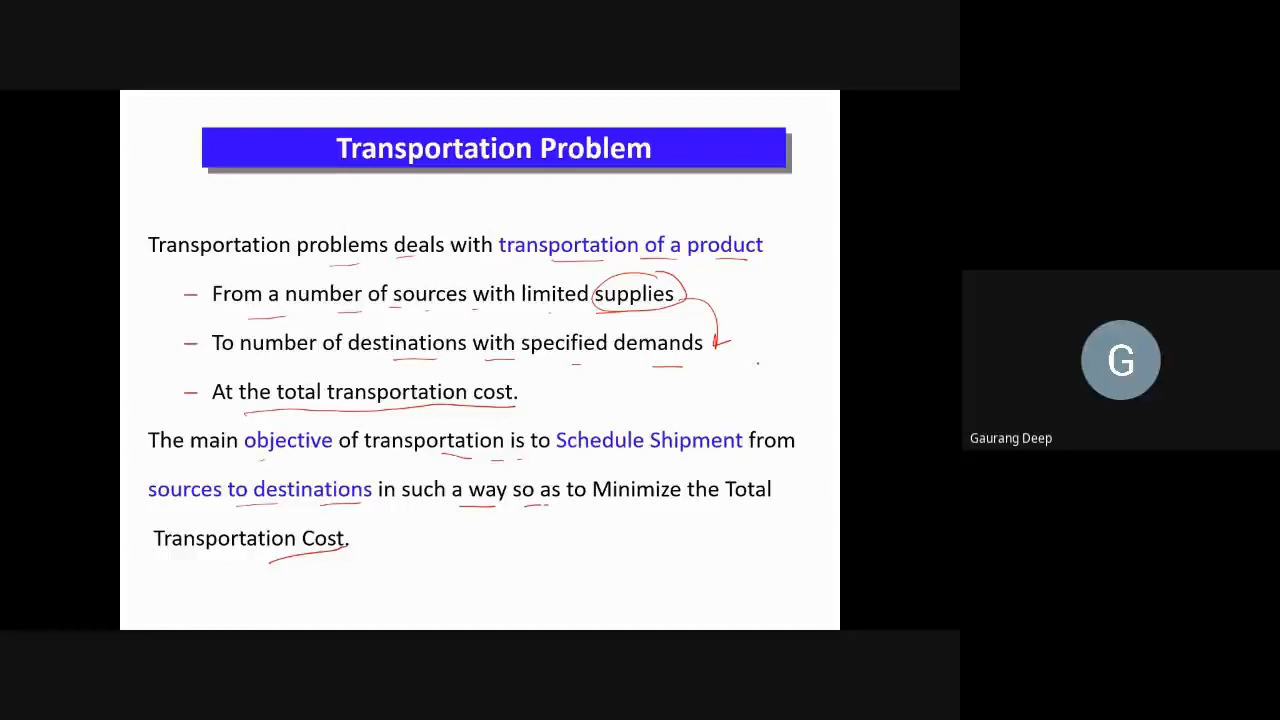 Transportation Problem
Transportation problems deals with transportation of a product
– From a number of sources with limited supplies
– To number of destinations with specified demands
– At the total transportation cost.
The main objective of transportation is to Schedule Shipment from
sources to destinations in such a way so as to Minimize the Total
Transportation Cost.
G
Gaurang Deep